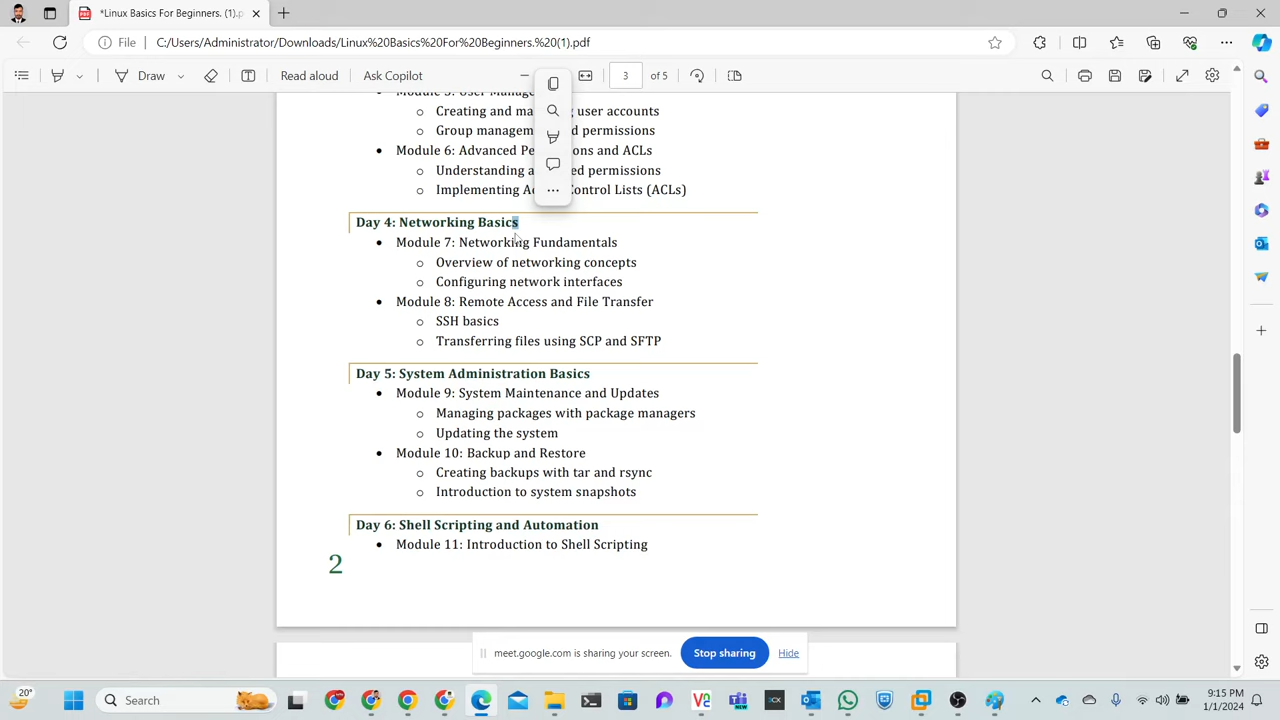 *Linux Basics For Beginners. (1).p
File
C:/Users/Administrator/Downloads/Linux%20Basics%20For%20Beginners.%20(1).pdf
Draw
Read aloud
Ask Copilot
3 of 5
Creating and ma user accounts
Group managem d permissions
Module 6: Advanced Pe ons and ACLs
Understanding a ed permissions
Implementing Ac ontrol Lists (ACLs)
Day 4: Networking Basics
Module 7: Networking Fundamentals
Overview of networking concepts
Configuring network interfaces
Module 8: Remote Access and File Transfer
SSH basics
Transferring files using SCP and SFTP
Day 5: System Administration Basics
Module 9: System Maintenance and Updates
Managing packages with package managers
Updating the system
Module 10: Backup and Restore
Creating backups with tar and rsync
Introduction to system snapshots
Day 6: Shell Scripting and Automation
Module 11: Introduction to Shell Scripting
2
meet.google.com is sharing your screen.
Stop sharing
Hide
20°
Search
9:15 PM
1/1/2024